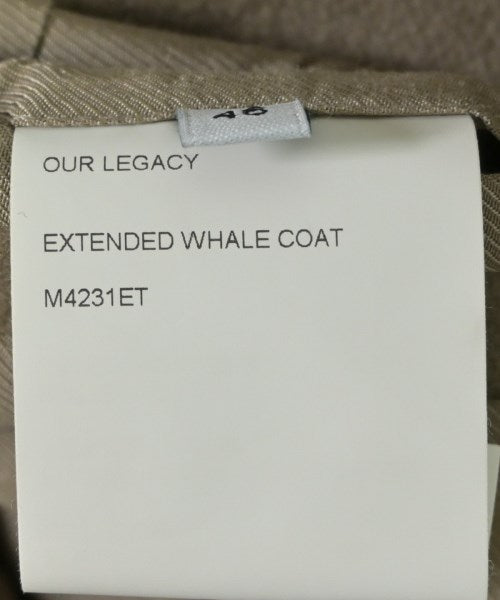 46
OUR LEGACY
EXTENDED WHALE COAT
M4231ET